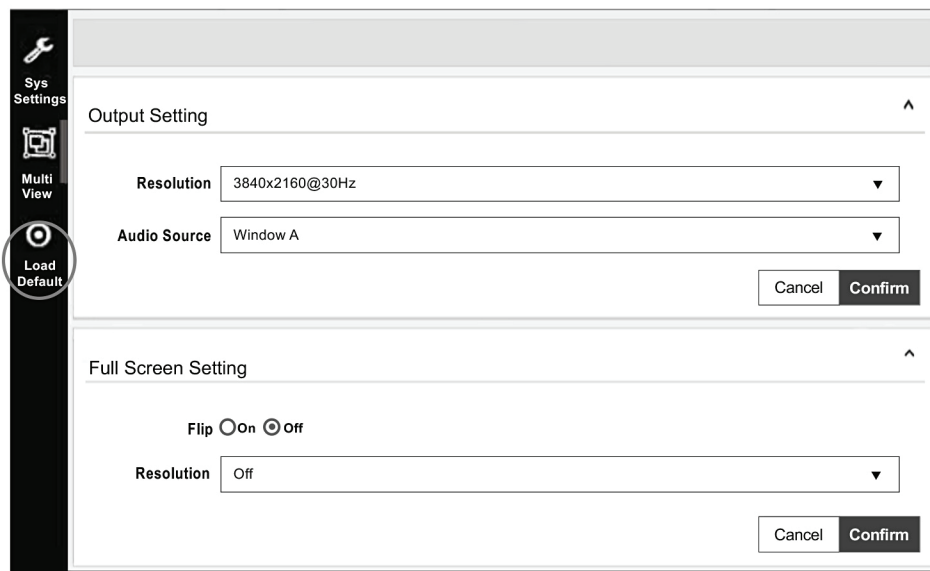 Sys
Settings
Multi
View
Load
Default
Output Setting
Resolution 3840x2160@30Hz
Audio Source Window A
Cancel Confirm
Full Screen Setting
Flip On Off
Resolution Off
Cancel Confirm